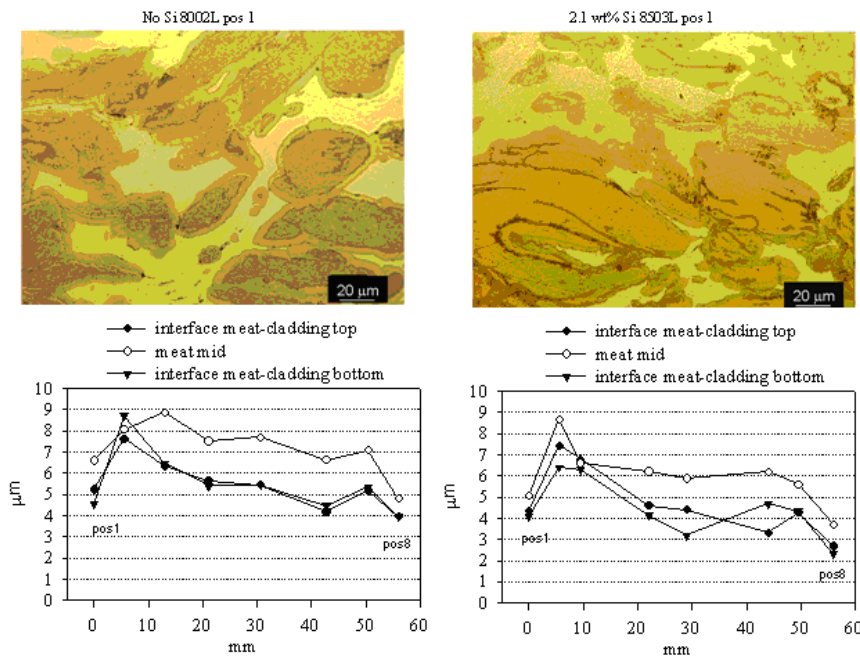 No Si 8002L pos 1
20 µm
interface meat-cladding top
meat mid
interface meat-cladding bottom
10
9
8
7
6
5
4
3
2
1
0
µm
pos1
pos8
0 10 20 30 40 50 60
mm
2.1 wt% Si 8503L pos 1
20 µm
interface meat-cladding top
meat mid
interface meat-cladding bottom
10
9
8
7
6
5
4
3
2
1
0
µm
pos1
pos8
0 10 20 30 40 50 60
mm